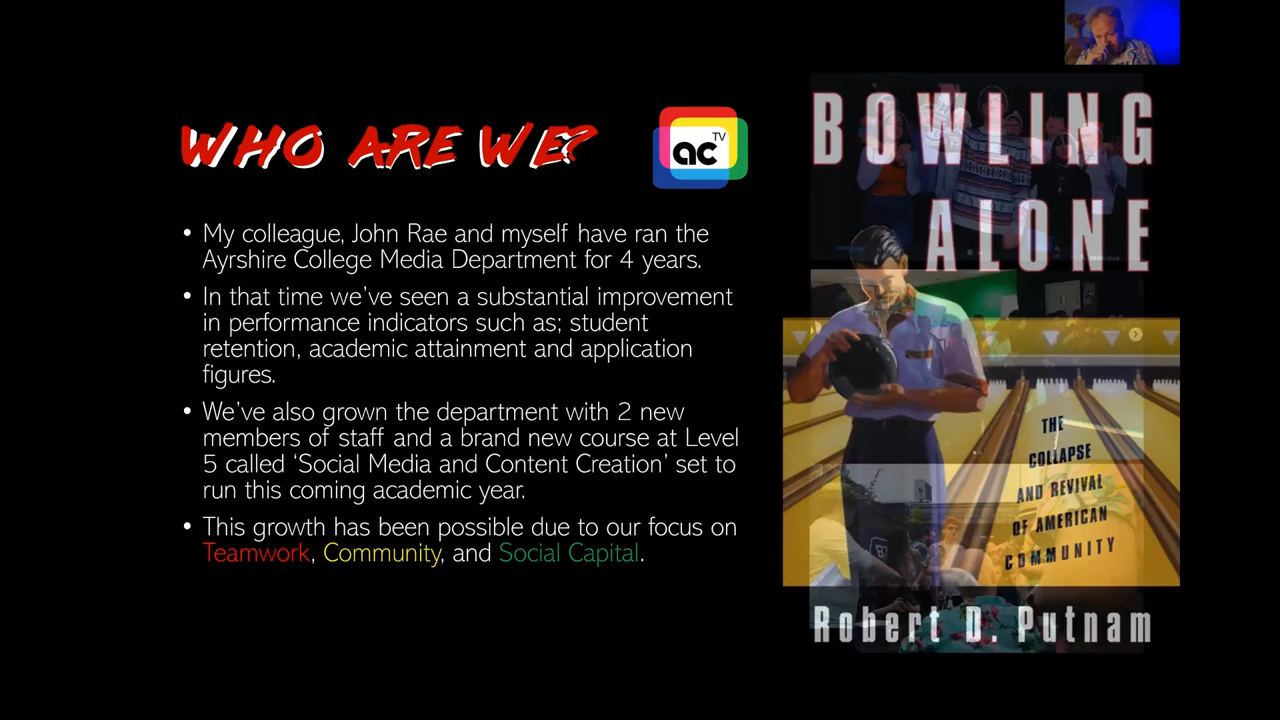 WHO ARE WE?
ac TV
• My colleague, John Rae and myself have ran the
Ayrshire College Media Department for 4 years.
• In that time we've seen a substantial improvement
in performance indicators such as; student
retention, academic attainment and application
figures.
• We've also grown the department with 2 new
members of staff and a brand new course at Level
5 called 'Social Media and Content Creation' set to
run this coming academic year.
• This growth has been possible due to our focus on
Teamwork, Community, and Social Capital.
BOWLING
ALONE
THE
COLLAPSE
AND REVIVAL
OF AMERICAN
COMMUNITY
Robert D. Putnam